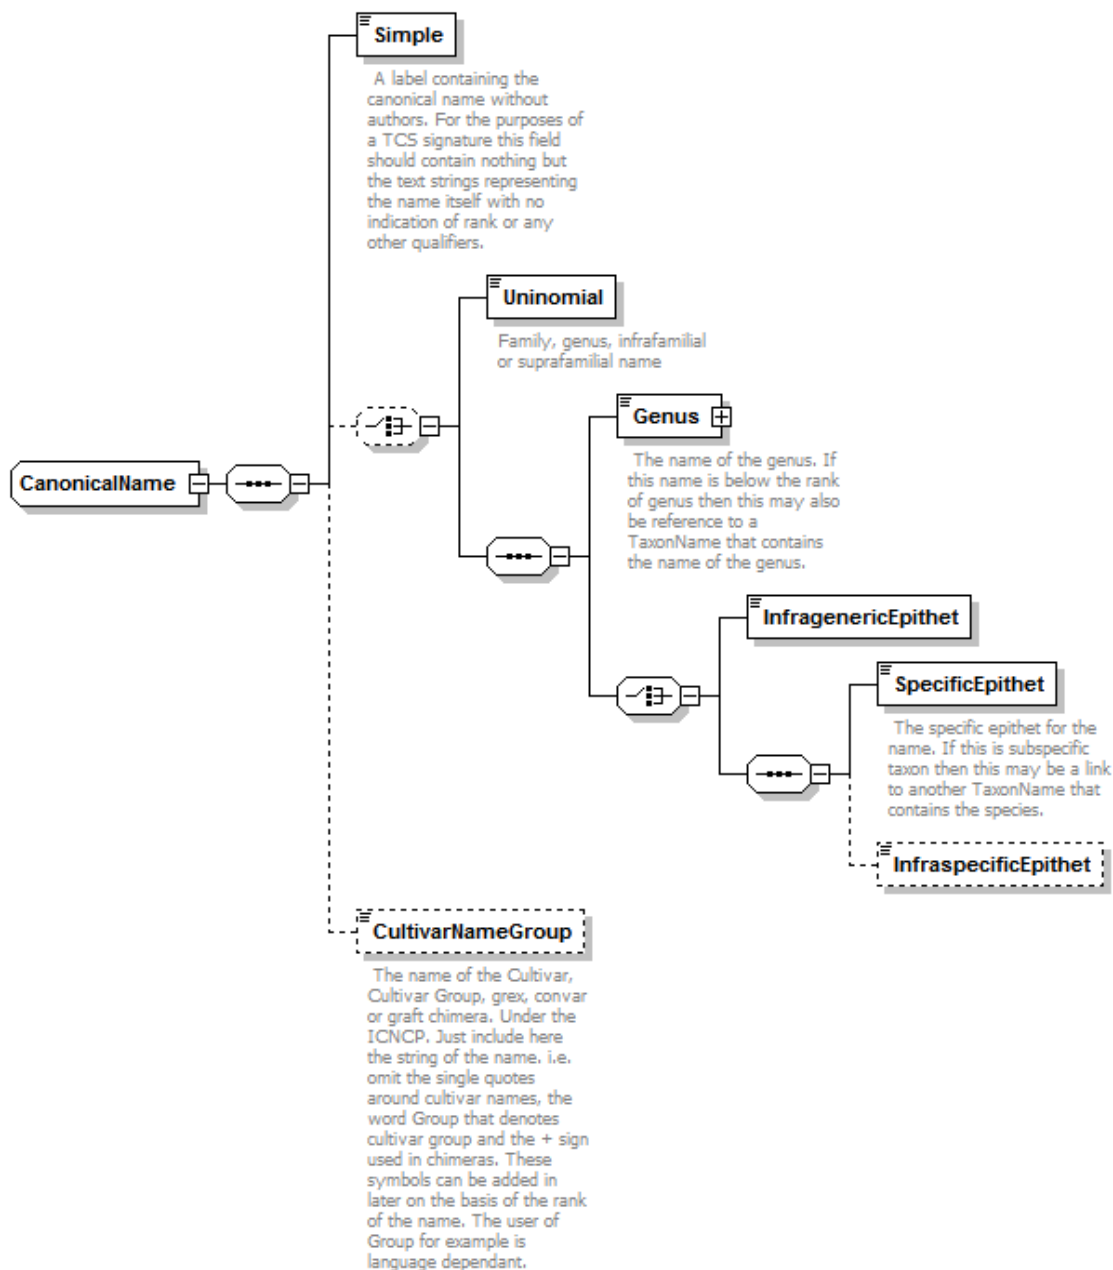 Simple
A label containing the
canonical name without
authors. For the purposes of
a TCS signature this field
should contain nothing but
the text strings representing
the name itself with no
indication of rank or any
other qualifiers.
Uninomial
Family, genus, infrafamilial
or suprafamilial name
Genus
The name of the genus. If
this name is below the rank
of genus then this may also
be reference to a
TaxonName that contains
the name of the genus.
CanonicalName
InfragenericEpithet
SpecificEpithet
The specific epithet for the
name. If this is subspecific
taxon then this may be a link
to another TaxonName that
contains the species.
InfraspecificEpithet
CultivarNameGroup
The name of the Cultivar,
Cultivar Group, grex, convar
or graft chimera. Under the
ICNCP. Just include here
the string of the name. i.e.
omit the single quotes
around cultivar names, the
word Group that denotes
cultivar group and the + sign
used in chimeras. These
symbols can be added in
later on the basis of the rank
of the name. The user of
Group for example is
language dependant.